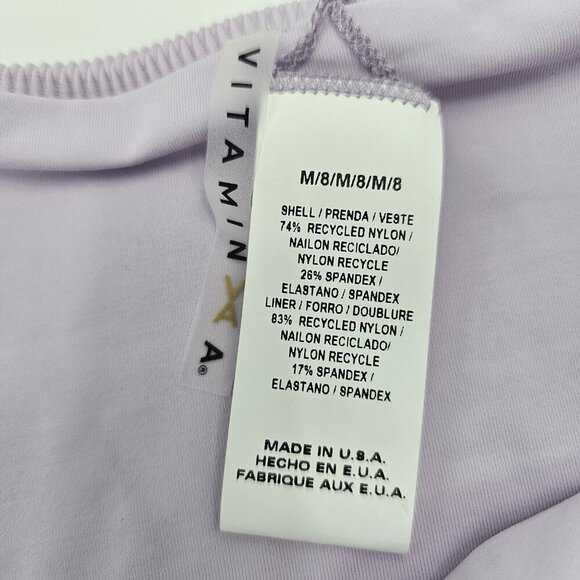 VITAMIN A®
M/8/M/8/M/8
SHELL / PRENDA / VESTE
74% RECYCLED NYLON /
NAILON RECICLADO/
NYLON RECYCLE
26% SPANDEX /
ELASTANO / SPANDEX
LINER / FORRO / DOUBLURE
83% RECYCLED NYLON /
NAILON RECICLADO/
NYLON RECYCLE
17% SPANDEX /
ELASTANO / SPANDEX
MADE IN U.S.A.
HECHO EN E.U.A.
FABRIQUE AUX E.U.A.